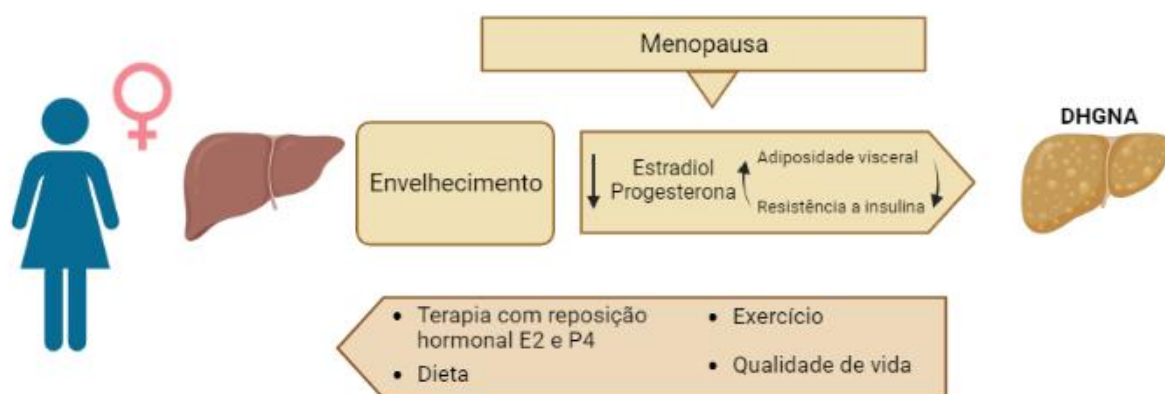 Menopausa
DHGNA
Envelhecimento
Estradiol
Progesterona
Adiposidade visceral
Resistência a insulina
• Terapia com reposição
hormonal E2 e P4
• Dieta
• Exercício
• Qualidade de vida